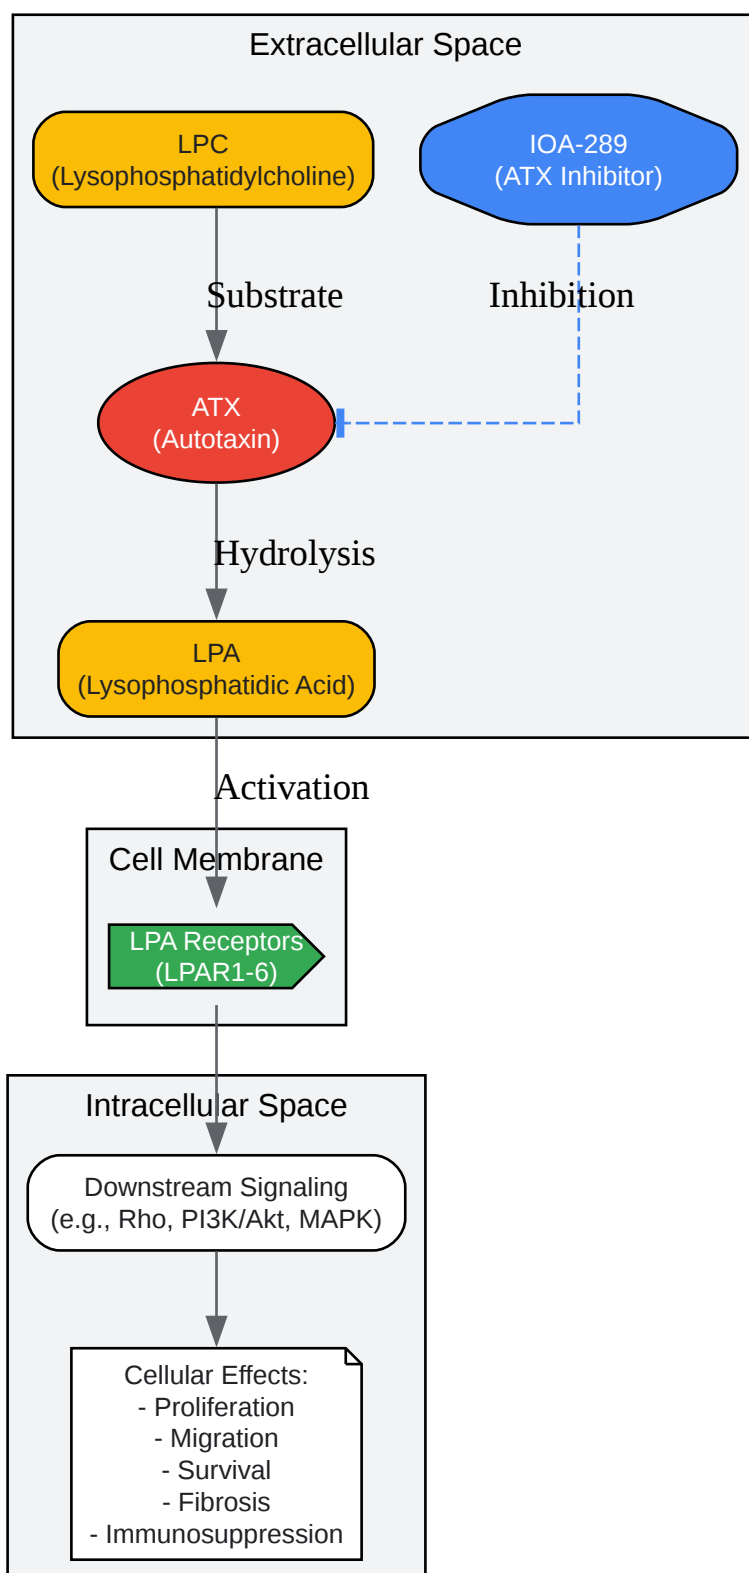 Extracellular Space
LPC
(Lysophosphatidylcholine)
IOA-289
(ATX Inhibitor)
Substrate
Inhibition
ATX
(Autotaxin)
Hydrolysis
LPA
(Lysophosphatidic Acid)
Activation
Cell Membrane
LPA Receptors
(LPAR1-6)
Intracellular Space
Downstream Signaling
(e.g., Rho, PI3K/Akt, MAPK)
Cellular Effects:
- Proliferation
- Migration
- Survival
- Fibrosis
- Immunosuppression